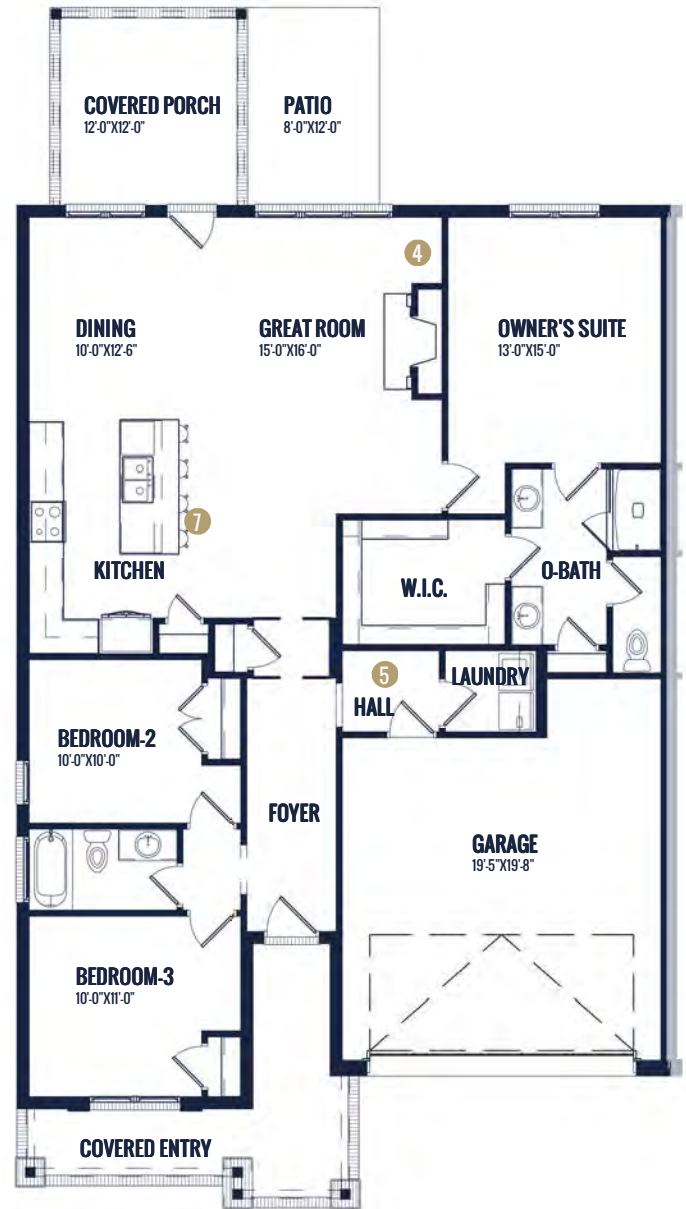 COVERED PORCH
12'-0"X12'-0"
PATIO
8'-0"X12'-0"
4
DINING
10'-0"X12'-6"
GREAT ROOM
15'-0"X16'-0"
OWNER'S SUITE
13'-0"X15'-0"
7
KITCHEN
W.I.C.
O-BATH
5
HALL
LAUNDRY
BEDROOM-2
10'-0"X10'-0"
FOYER
GARAGE
19'-5"X19'-8"
BEDROOM-3
10'-0"X11'-0"
COVERED ENTRY